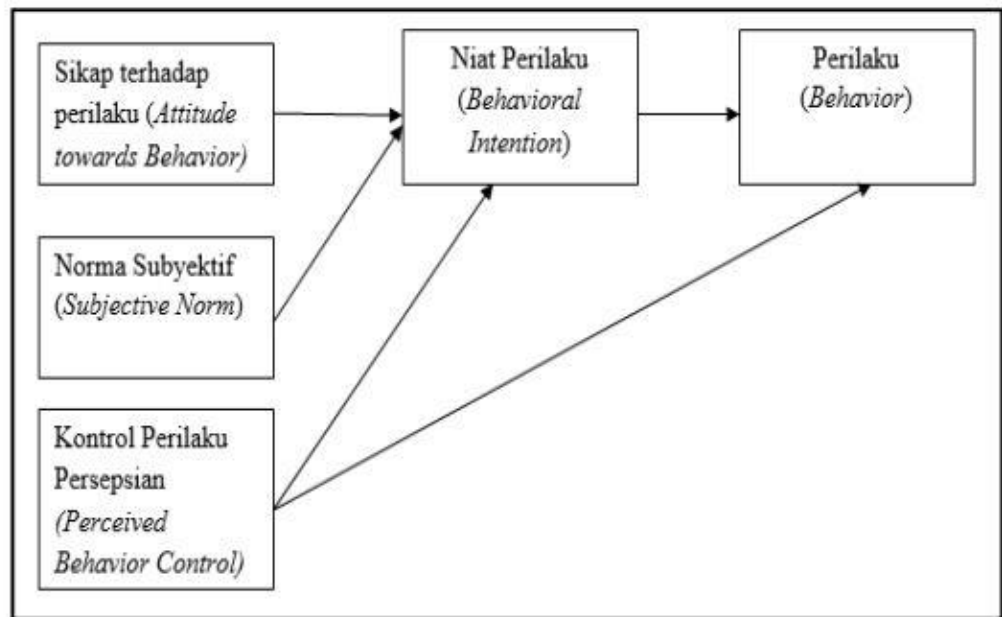 Sikap terhadap
perilaku (Attitude
towards Behavior)
Niat Perilaku
(Behavioral
Intention)
Perilaku
(Behavior)
Norma Subyektif
(Subjective Norm)
Kontrol Perilaku
Persepsian
(Perceived
Behavior Control)